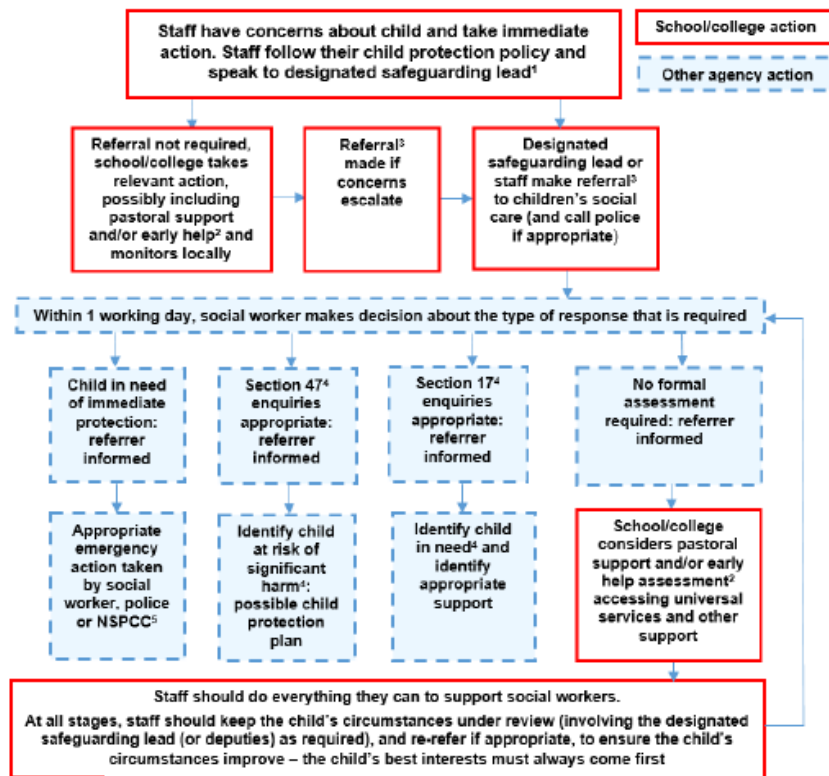 Staff have concerns about child and take immediate
action. Staff follow their child protection policy and
speak to designated safeguarding lead¹
School/college action
Other agency action
Referral not required,
school/college takes
relevant action,
possibly including
pastoral support
and/or early help² and
monitors locally
Referral³
made if
concerns
escalate
Designated
safeguarding lead or
staff make referral³
to children's social
care (and call police
if appropriate)
Within 1 working day, social worker makes decision about the type of response that is required
Child in need
of immediate
protection:
referrer
informed
Section 47⁴
enquiries
appropriate:
referrer
informed
Section 17⁴
enquiries
appropriate:
referrer
informed
No formal
assessment
required: referrer
informed
Appropriate
emergency
action taken
by social
worker, police
or NSPCC⁵
Identify child
at risk of
significant
harm⁴:
possible child
protection
plan
Identify child
in need⁴ and
identify
appropriate
support
School/college
considers pastoral
support and/or early
help assessment²
accessing universal
services and other
support
Staff should do everything they can to support social workers.
At all stages, staff should keep the child's circumstances under review (involving the designated
safeguarding lead (or deputies) as required), and re-refer if appropriate, to ensure the child's
circumstances improve – the child's best interests must always come first